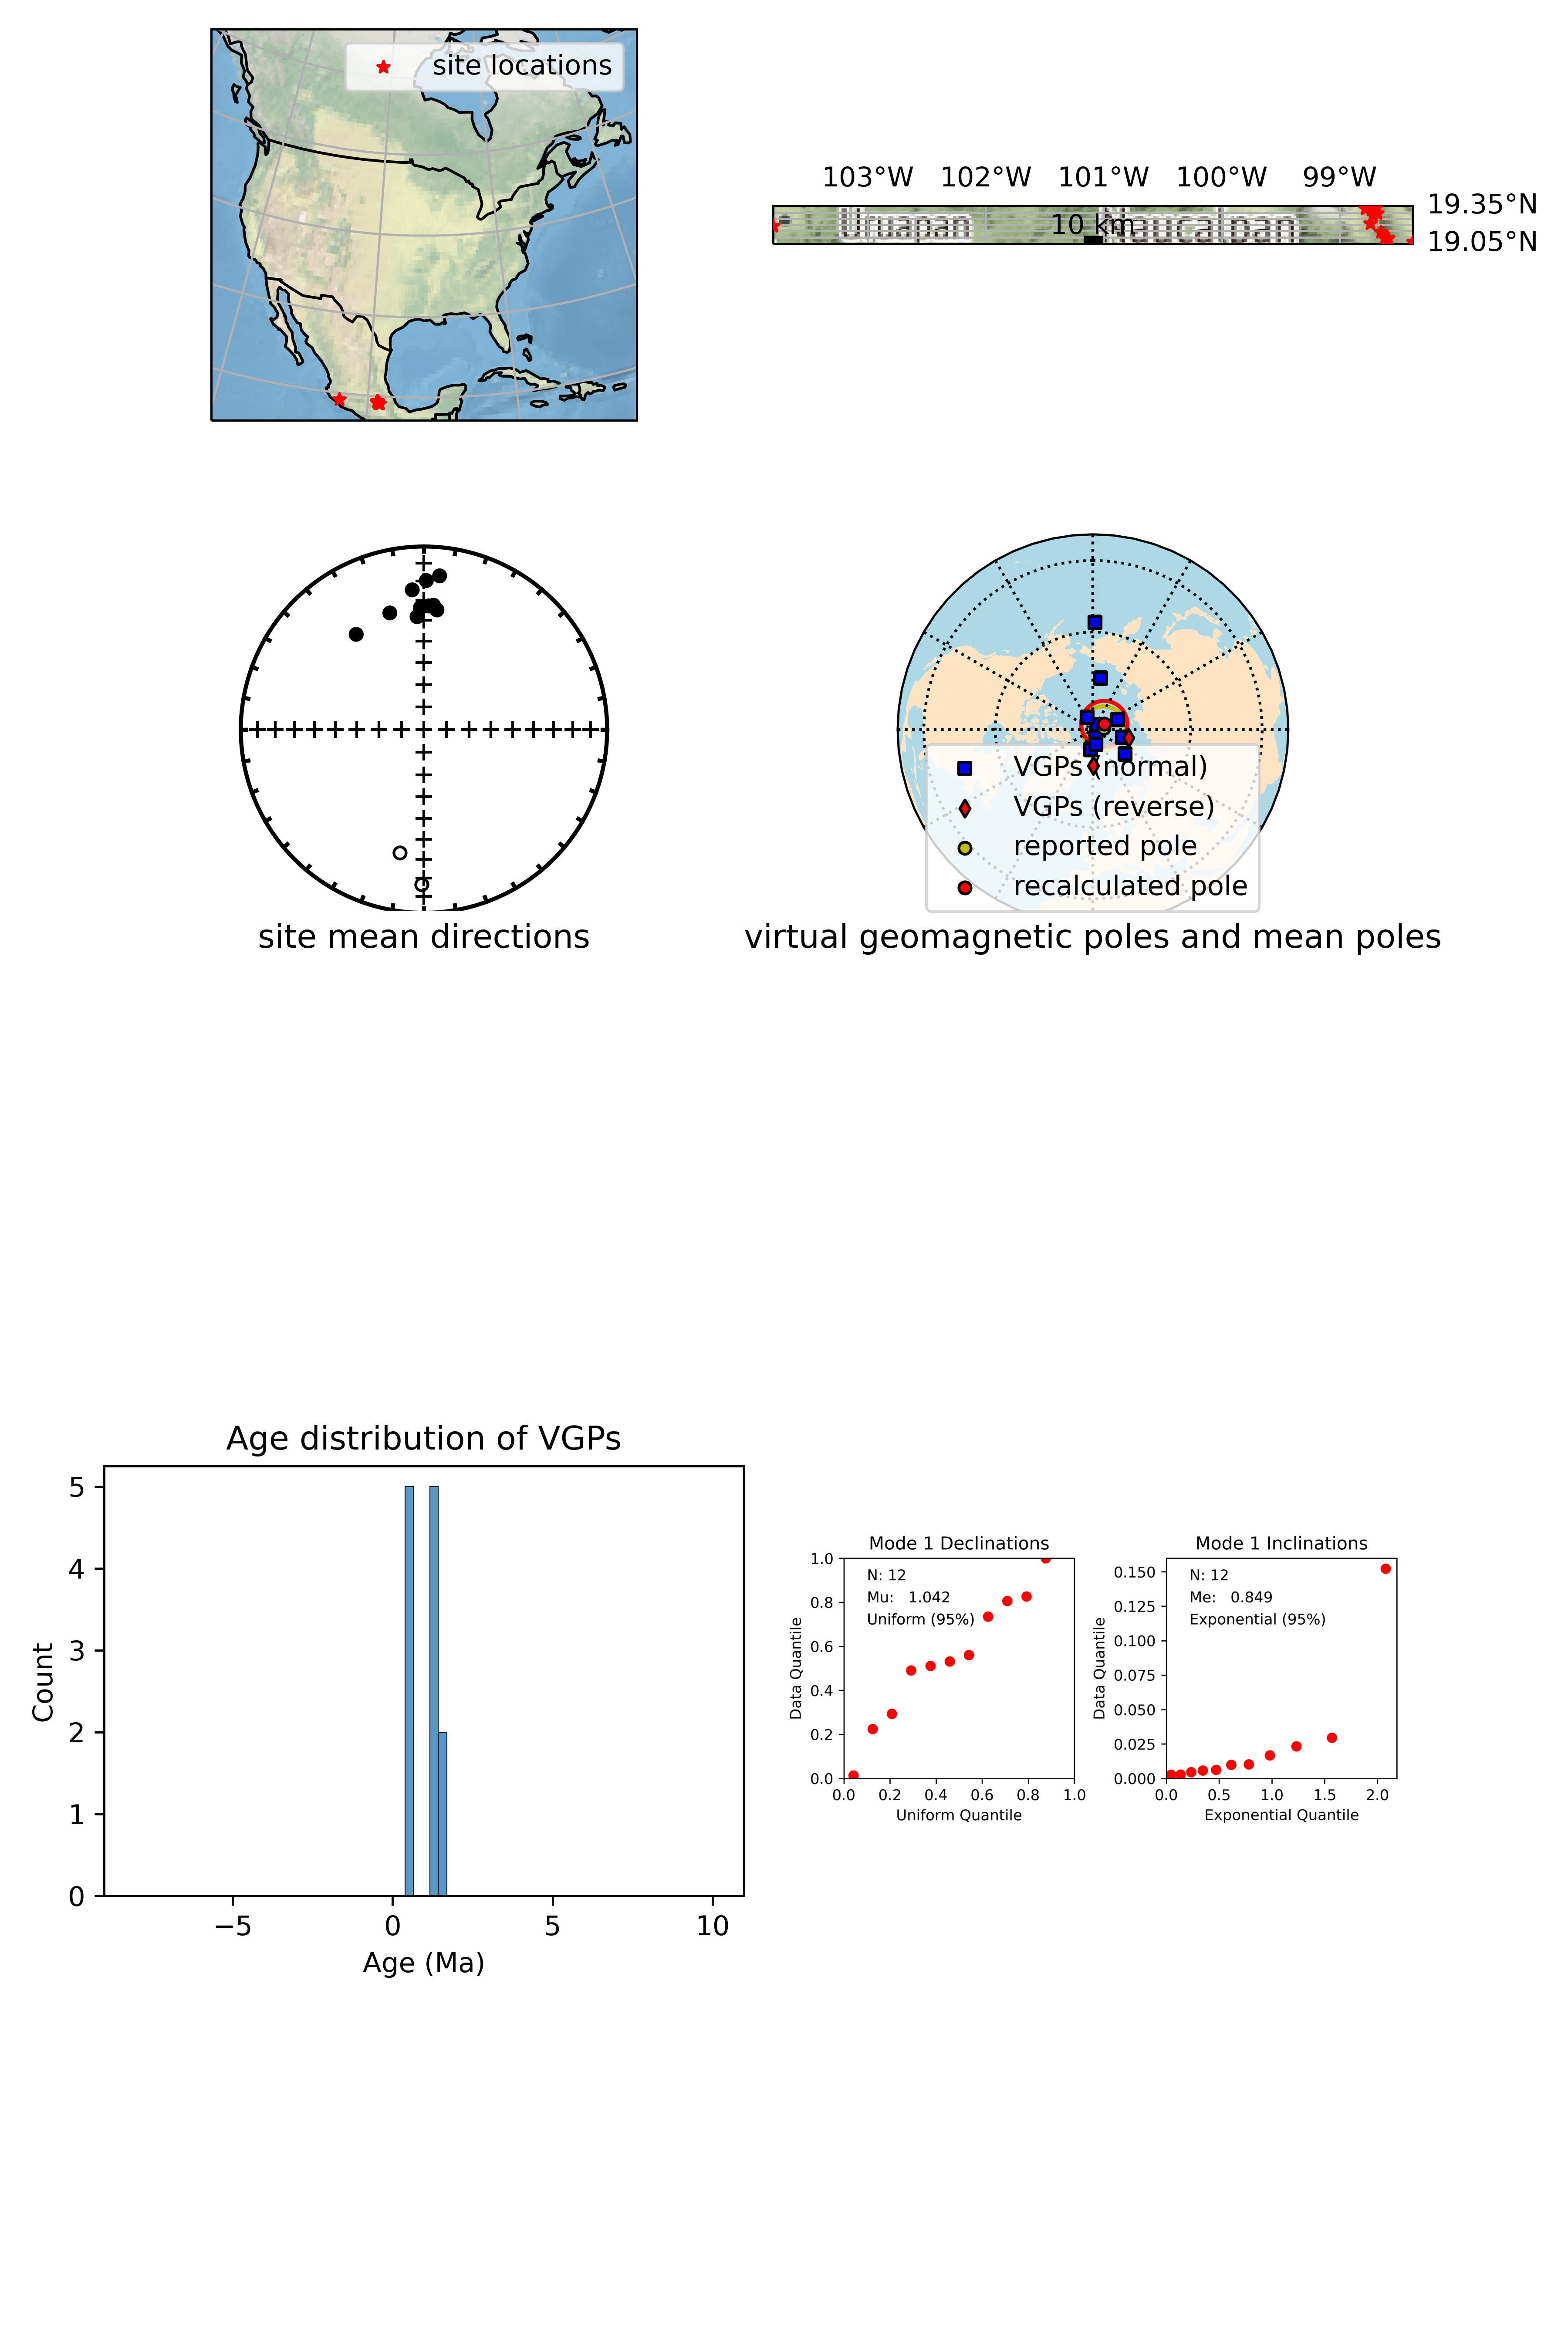 site locations
103°W 102°W 101°W 100°W 99°W
19.35°N
19.05°N
Uruapan
10 km
site mean directions
VGPs (normal)
VGPs (reverse)
reported pole
recalculated pole
virtual geomagnetic poles and mean poles
Age distribution of VGPs
5
4
3
2
1
0
Count
−5 0 5 10
Age (Ma)
Mode 1 Declinations
N: 12
Mu: 1.042
Uniform (95%)
1.0
0.8
0.6
0.4
0.2
0.0
Data Quantile
0.0 0.2 0.4 0.6 0.8 1.0
Uniform Quantile
Mode 1 Inclinations
N: 12
Me: 0.849
Exponential (95%)
0.150
0.125
0.100
0.075
0.050
0.025
0.000
Data Quantile
0.0 0.5 1.0 1.5 2.0
Exponential Quantile